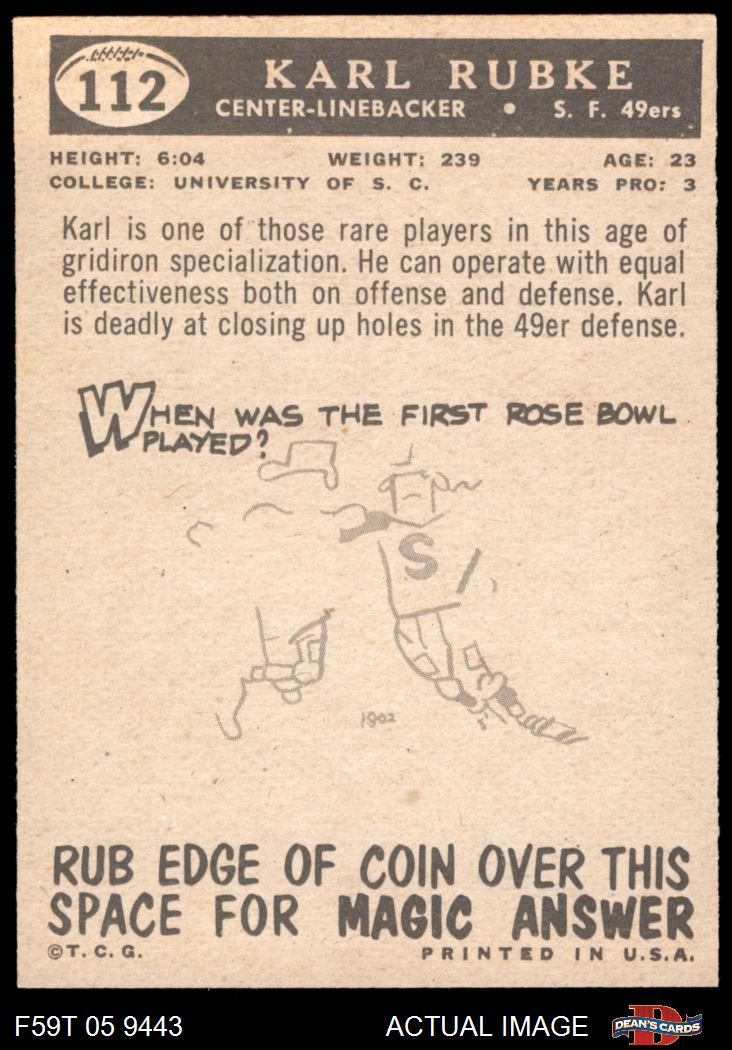 112
KARL RUBKE
CENTER-LINEBACKER • S. F. 49ers
HEIGHT: 6:04 WEIGHT: 239 AGE: 23
COLLEGE: UNIVERSITY OF S. C. YEARS PRO: 3
Karl is one of those rare players in this age of
gridiron specialization. He can operate with equal
effectiveness both on offense and defense. Karl
is deadly at closing up holes in the 49er defense.
WHEN WAS THE FIRST ROSE BOWL
PLAYED?
S
1902
RUB EDGE OF COIN OVER THIS
SPACE FOR MAGIC ANSWER
©T. C. G. PRINTED IN U.S.A.
F59T 05 9443 ACTUAL IMAGE D DEAN'S CARDS